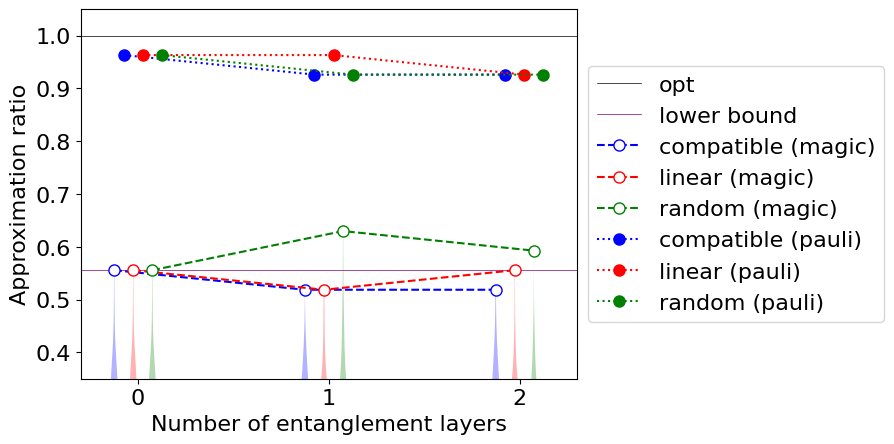 1.0
0.9
0.8
0.7
0.6
0.5
0.4
Approximation ratio
0 1 2
Number of entanglement layers
opt
lower bound
compatible (magic)
linear (magic)
random (magic)
compatible (pauli)
linear (pauli)
random (pauli)